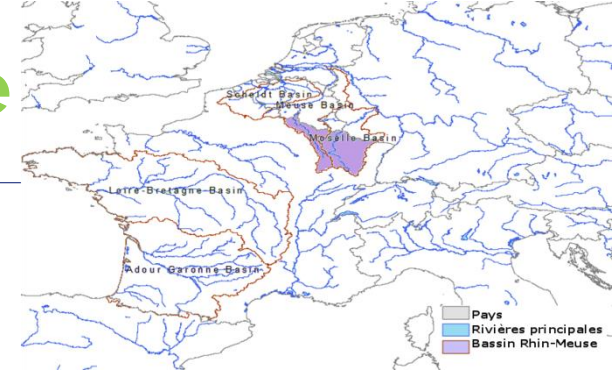 e
Scheldt Basin
Meuse Basin
Moselle Basin
Loire-Bretagne Basin
Adour Garonne Basin
Pays
Rivières principales
Bassin Rhin-Meuse